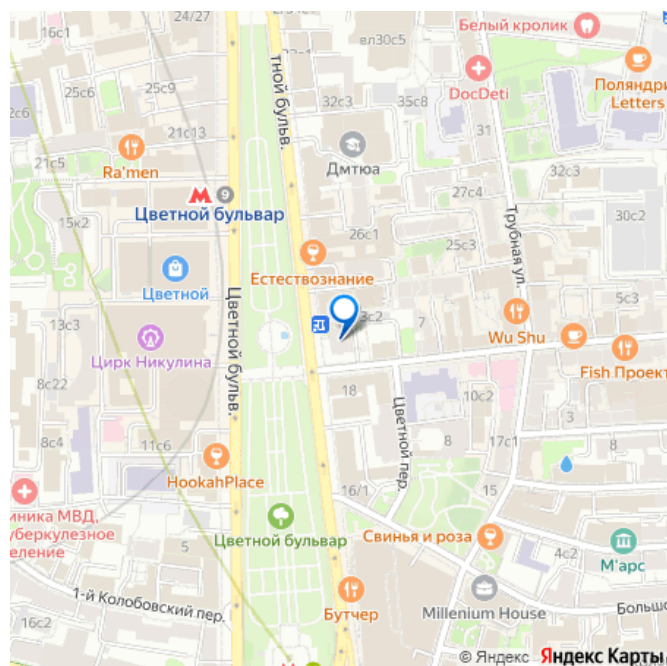 24/27
Белый кролик
16с1
вл30с5
тной бульв.
25с6
25с9
32с3
35с8
DocDeti
Поляндри
Letters
21с13
31
21с5
Ra'men
Дмтюа
32с3
27с4
9
Цветной бульвар
15к2
26с1
30с2
25с3
Трубная ул.
Естествознание
Цветной
Цветной бульв.
3с2
5с3
13с3
7
Wu Shu
Цирк Никулина
Fish Проект
8с22
18
10с2
Цветной пер.
3
8
8
8с4
11с6
17с1
HookahPlace
16/1
15
иника МВД,
уберкулезное
еление
Цветной бульвар
Свинья и роза
5
4с2
М'арс
1-й Колобовский пер.
Бутчер
Millenium House
Большо
16с2
© Яндекс Яндекс Карты